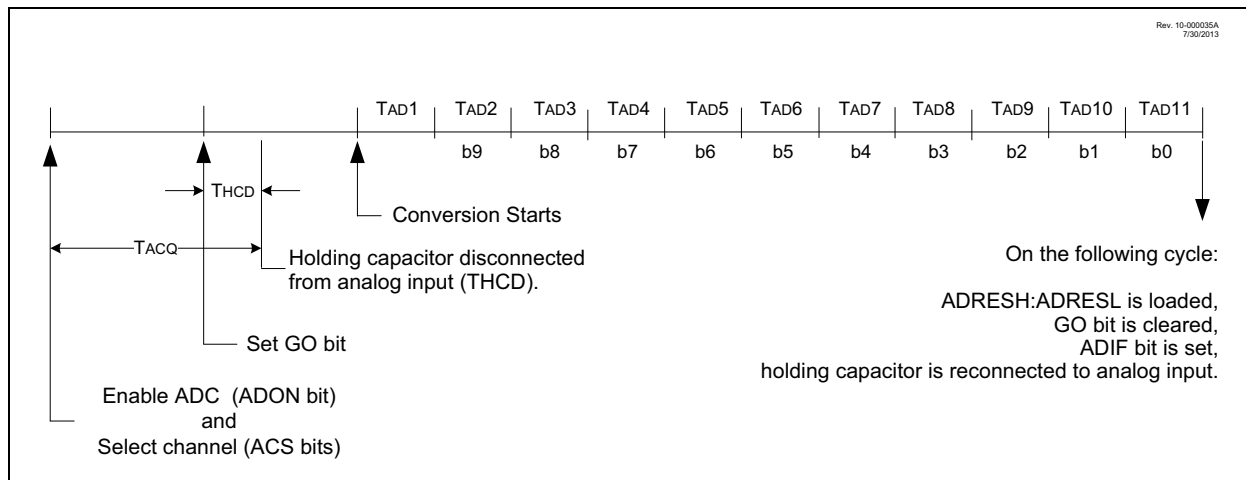 Rev. 10-000035A
7/30/2013
TAD1 TAD2 TAD3 TAD4 TAD5 TAD6 TAD7 TAD8 TAD9 TAD10 TAD11
b9 b8 b7 b6 b5 b4 b3 b2 b1 b0
THCD
Conversion Starts
TACQ
Holding capacitor disconnected
from analog input (THCD).
Set GO bit
Enable ADC (ADON bit)
and
Select channel (ACS bits)
On the following cycle:
ADRESH:ADRESL is loaded,
GO bit is cleared,
ADIF bit is set,
holding capacitor is reconnected to analog input.